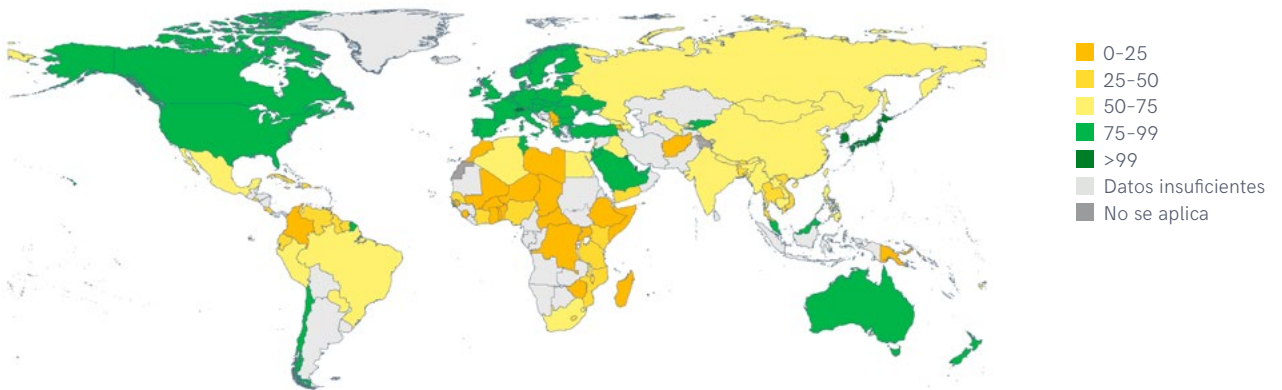 0-25
25-50
50-75
75-99
>99
Datos insuficientes
No se aplica